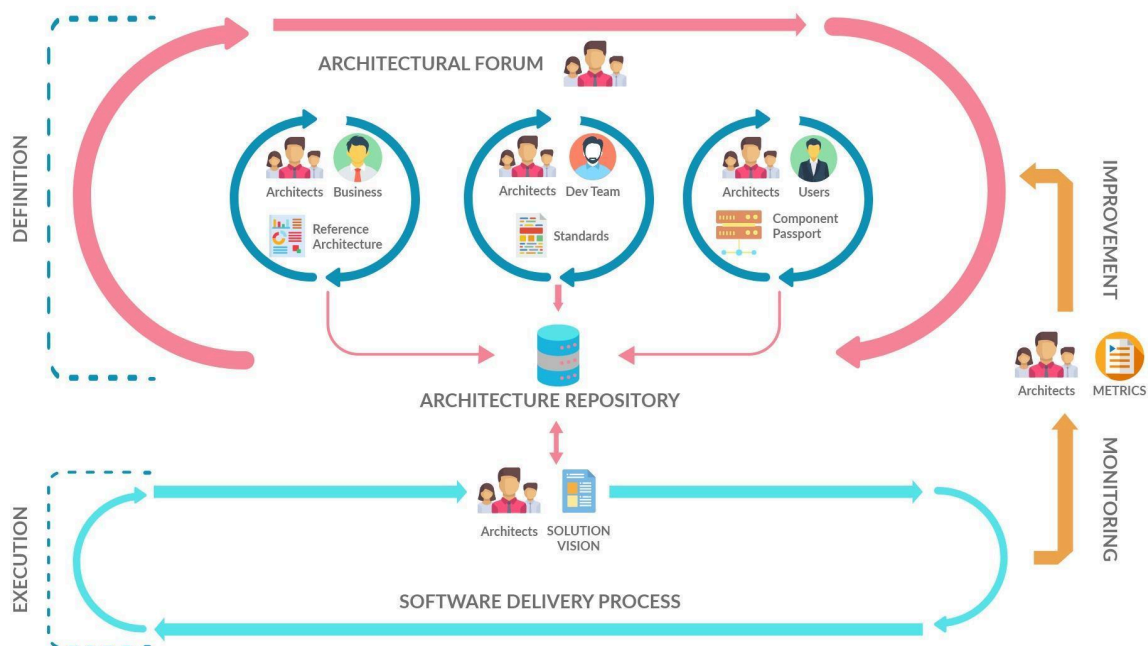 ARCHITECTURAL FORUM
DEFINITION
Architects Business
Reference
Architecture
Architects Dev Team
Standards
Architects Users
Component
Passport
IMPROVEMENT
Architects METRICS
ARCHITECTURE REPOSITORY
MONITORING
EXECUTION
Architects SOLUTION
VISION
SOFTWARE DELIVERY PROCESS